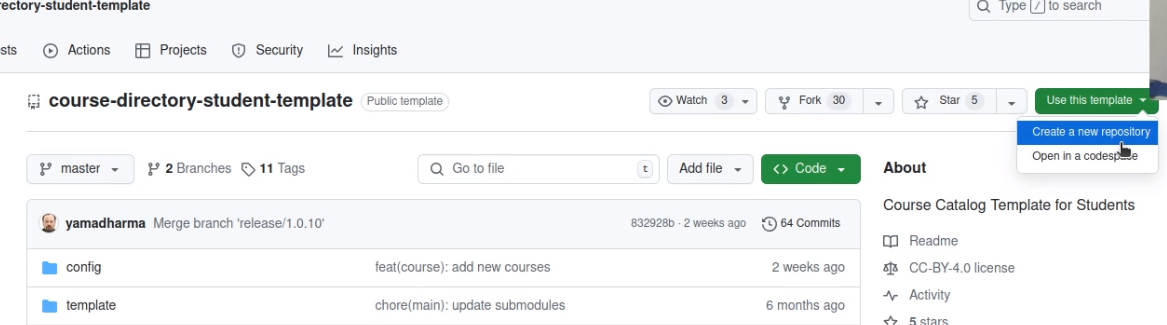 rectory-student-template
Type / to search
sts Actions Projects Security Insights
course-directory-student-template Public template Watch 3 Fork 30 Star 5 Use this template
Create a new repository
Open in a codespace
master 2 Branches 11 Tags Go to file t Add file Code About
Course Catalog Template for Students
yamadharma Merge branch 'release/1.0.10' 832928b · 2 weeks ago 64 Commits
Readme
config feat(course): add new courses 2 weeks ago
CC-BY-4.0 license
Activity
template chore(main): update submodules 6 months ago
5 stars